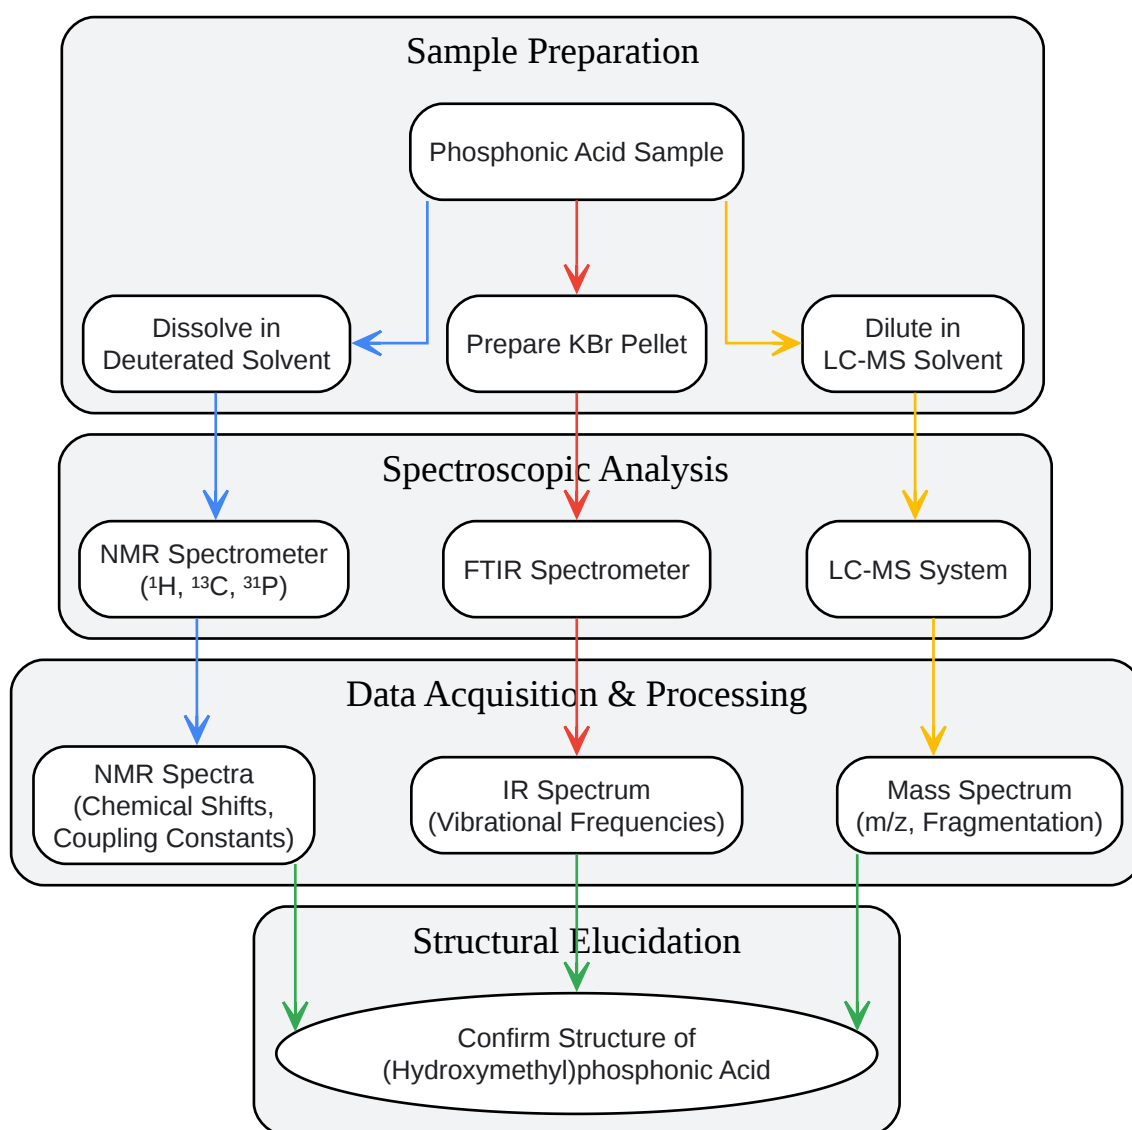 Sample Preparation
Phosphonic Acid Sample
Dissolve in
Deuterated Solvent
Prepare KBr Pellet
Dilute in
LC-MS Solvent
Spectroscopic Analysis
NMR Spectrometer
(¹H, ¹³C, ³¹P)
FTIR Spectrometer
LC-MS System
Data Acquisition & Processing
NMR Spectra
(Chemical Shifts,
Coupling Constants)
IR Spectrum
(Vibrational Frequencies)
Mass Spectrum
(m/z, Fragmentation)
Structural Elucidation
Confirm Structure of
(Hydroxymethyl)phosphonic Acid